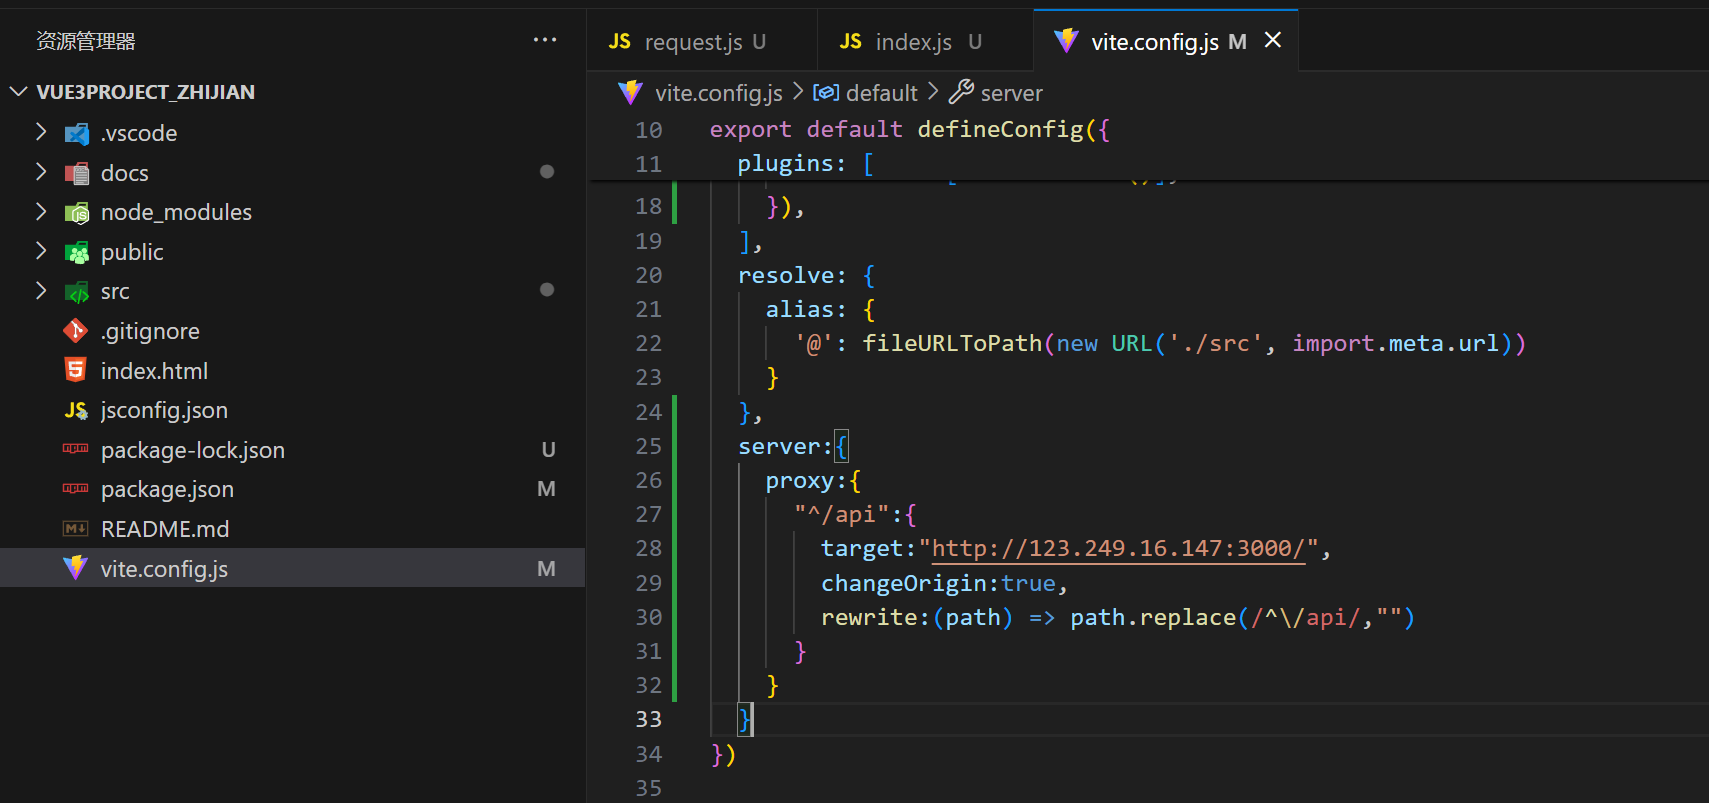 资源管理器 ···
VUE3PROJECT_ZHIJIAN
.vscode
docs
node_modules
public
src
.gitignore
index.html
jsconfig.json
package-lock.json U
package.json M
README.md
vite.config.js M
JS request.js U
JS index.js U
vite.config.js M
vite.config.js > default > server
10 export default defineConfig({
11 plugins: [
18 }),
19 ],
20 resolve: {
21 alias: {
22 '@': fileURLToPath(new URL('./src', import.meta.url))
23 }
24 },
25 server:{
26 proxy:{
27 "^/api":{
28 target:"http://123.249.16.147:3000/",
29 changeOrigin:true,
30 rewrite:(path) => path.replace(/^\/api/,"")
31 }
32 }
33 }
34 })
35